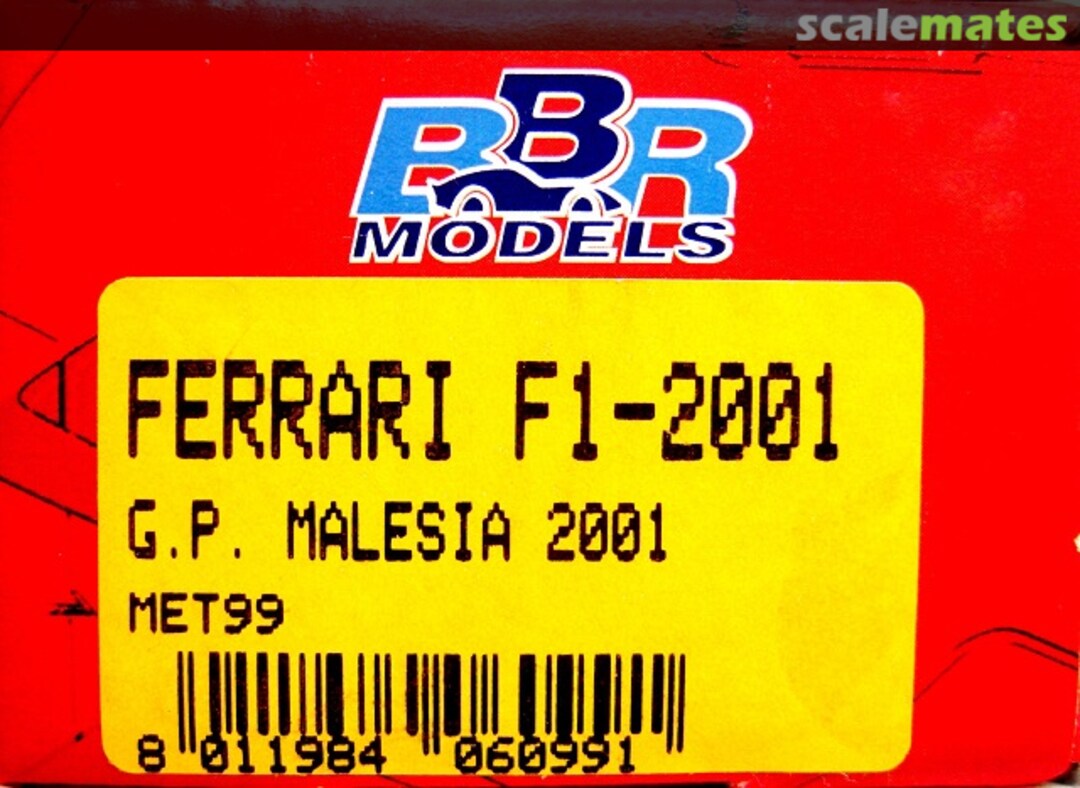 scalemates
BBR
MODELS
FERRARI F1-2001
G.P. MALESIA 2001
MET99
8 011984 060991